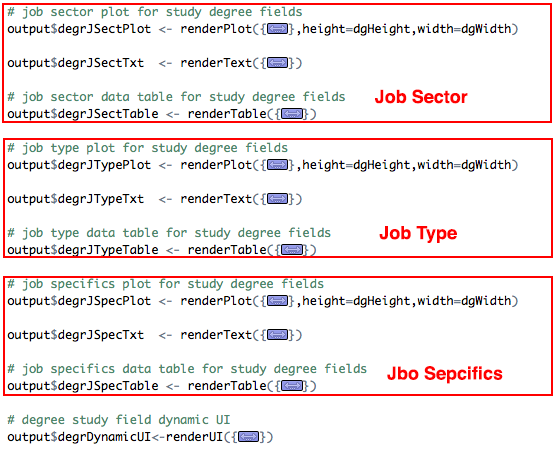 # job sector plot for study degree fields
output$degrJSectPlot <- renderPlot({},height=dgHeight,width=dgWidth)
output$degrJSectTxt  <- renderText({})
# job sector data table for study degree fields
Job Sector
output$degrJSectTable <- renderTable({})
# job type plot for study degree fields
output$degrJTypePlot <- renderPlot({},height=dgHeight,width=dgWidth)
output$degrJTypeTxt  <- renderText({})
# job type data table for study degree fields
Job Type
output$degrJTypeTable <- renderTable({})
# job specifics plot for study degree fields
output$degrJSpecPlot <- renderPlot({},height=dgHeight,width=dgWidth)
output$degrJSpecTxt  <- renderText({})
# job specifics data table for study degree fields
Jbo Sepcifics
output$degrJSpecTable <- renderTable({})
# degree study field dynamic UI
output$degrDynamicUI<-renderUI({})